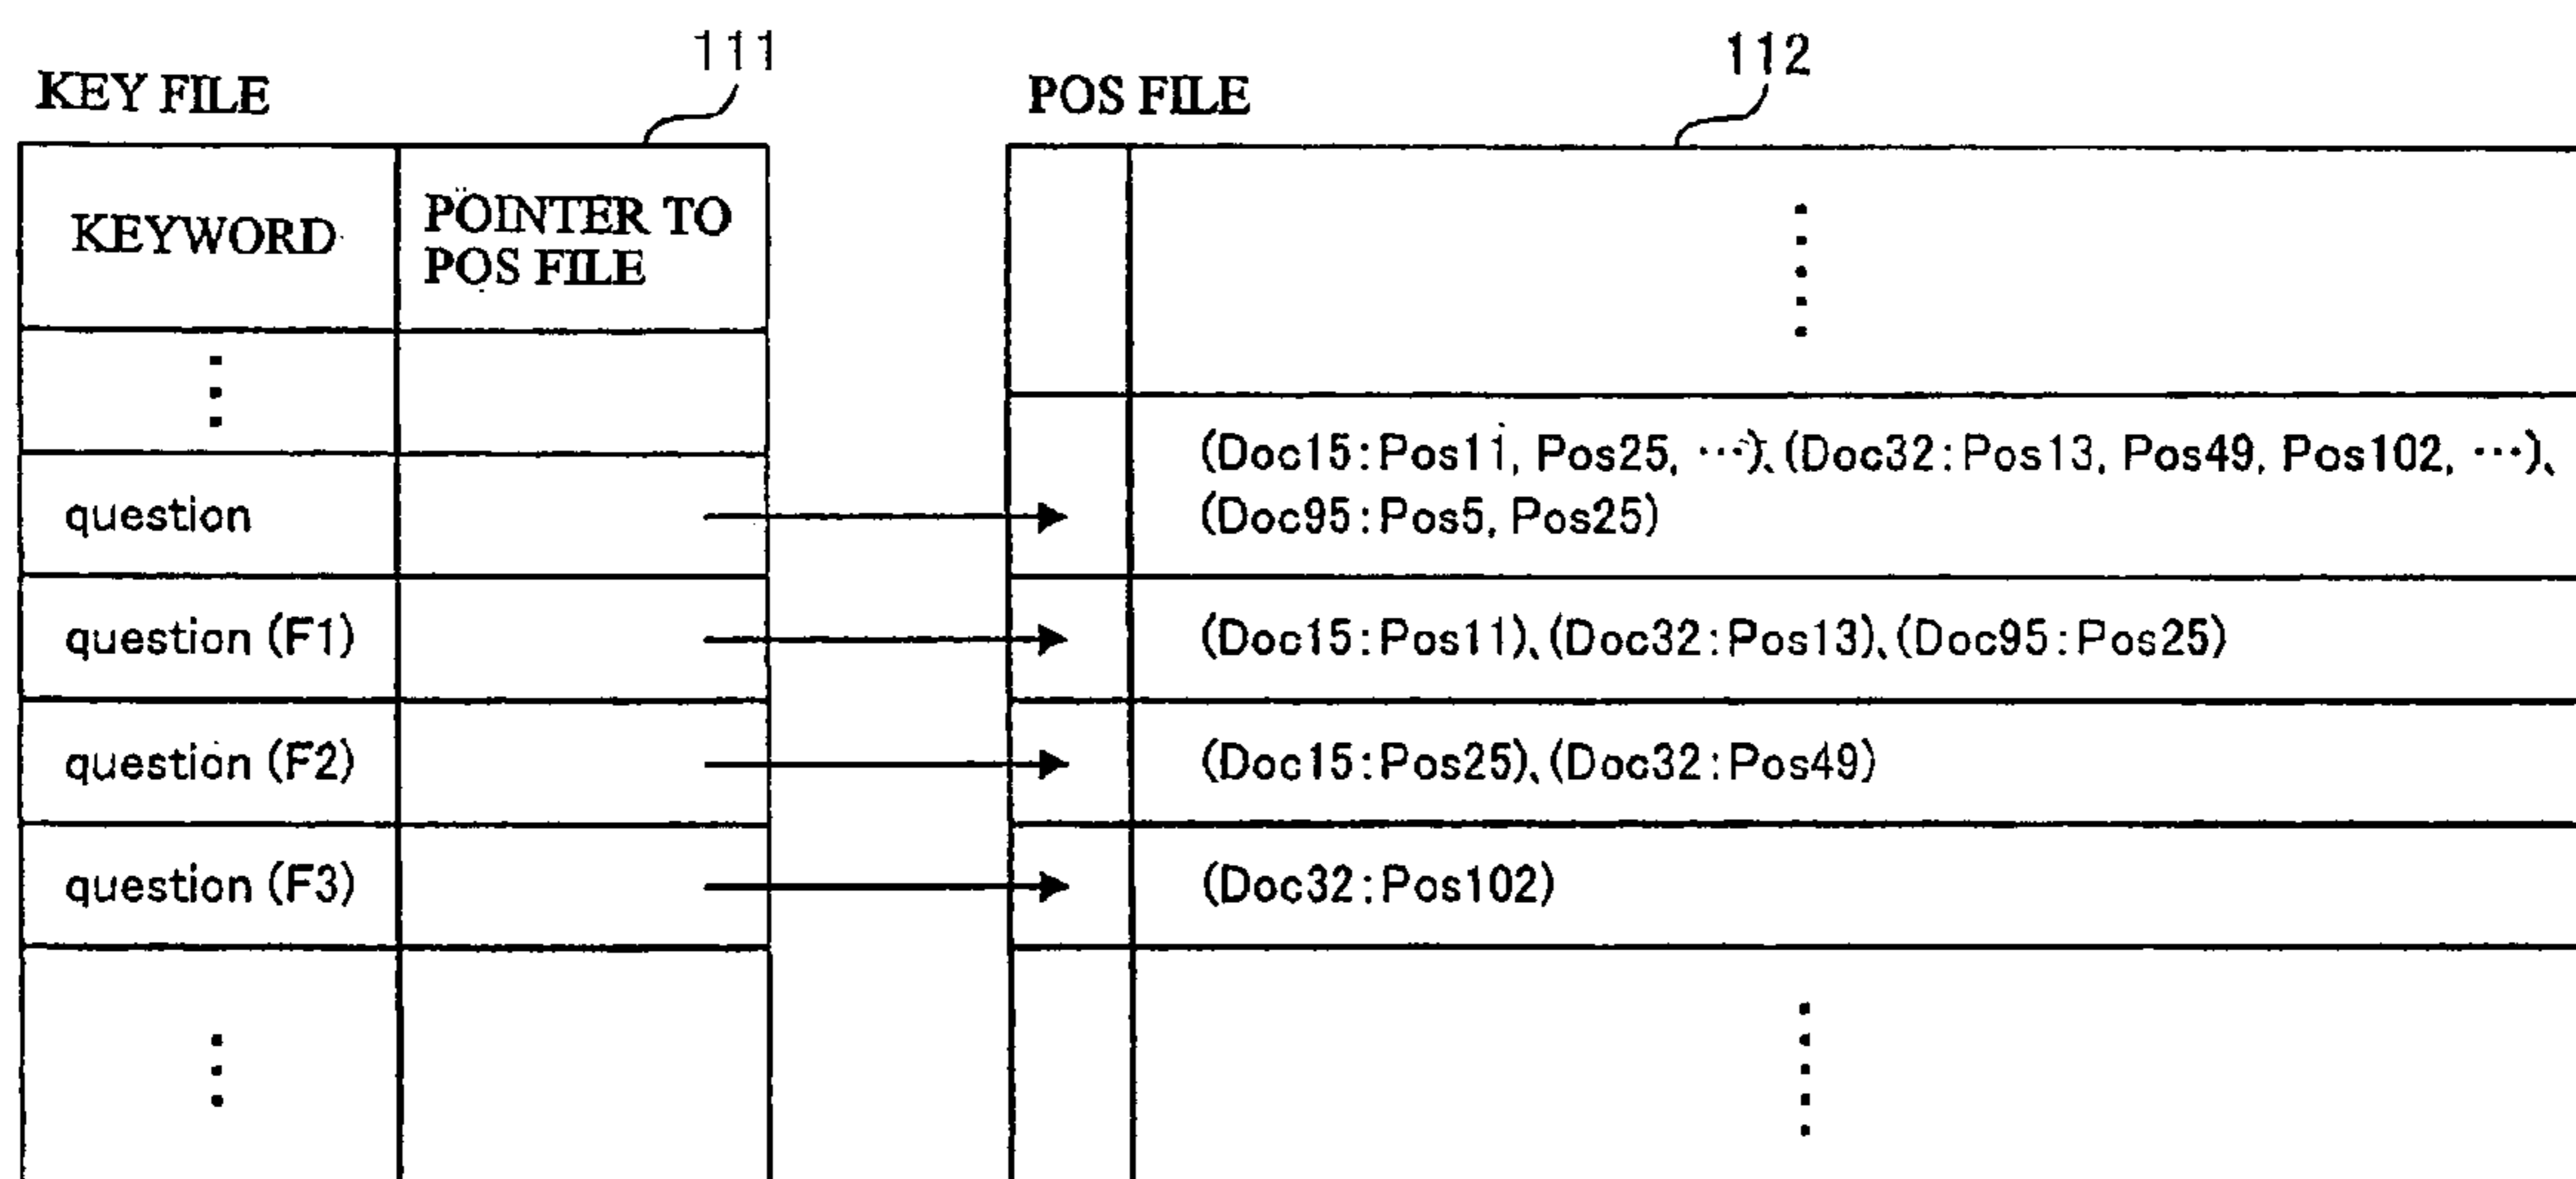 111
112
KEY FILE
POS FILE
KEYWORD
POINTER TO
POS FILE
question
(Doc15:Pos11, Pos25, …)、(Doc32:Pos13, Pos49, Pos102, …)、
(Doc95:Pos5, Pos25)
question (F1)
(Doc15:Pos11)、(Doc32:Pos13)、(Doc95:Pos25)
question (F2)
(Doc15:Pos25)、(Doc32:Pos49)
question (F3)
(Doc32:Pos102)